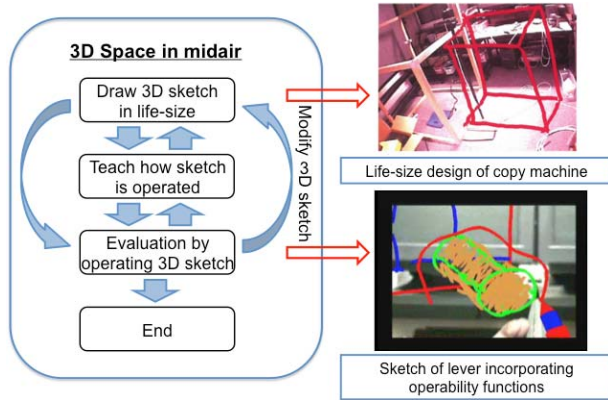 3D Space in midair
Draw 3D sketch
in life-size
Teach how sketch
is operated
Evaluation by
operating 3D sketch
End
Modify 3D sketch
Life-size design of copy machine
Sketch of lever incorporating
operability functions